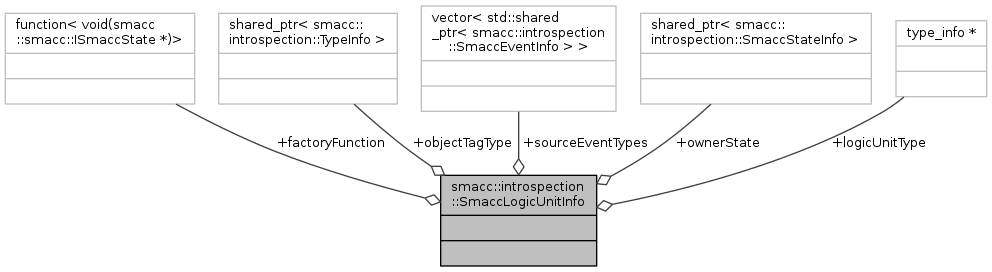 function< void(smacc
::smacc::ISmaccState *)>
shared_ptr< smacc::
introspection::TypeInfo >
vector< std::shared
_ptr< smacc::introspection
::SmaccEventInfo > >
shared_ptr< smacc::
introspection::SmaccStateInfo >
type_info *
+factoryFunction
+objectTagType
+sourceEventTypes
+ownerState
+logicUnitType
smacc::introspection
::SmaccLogicUnitInfo